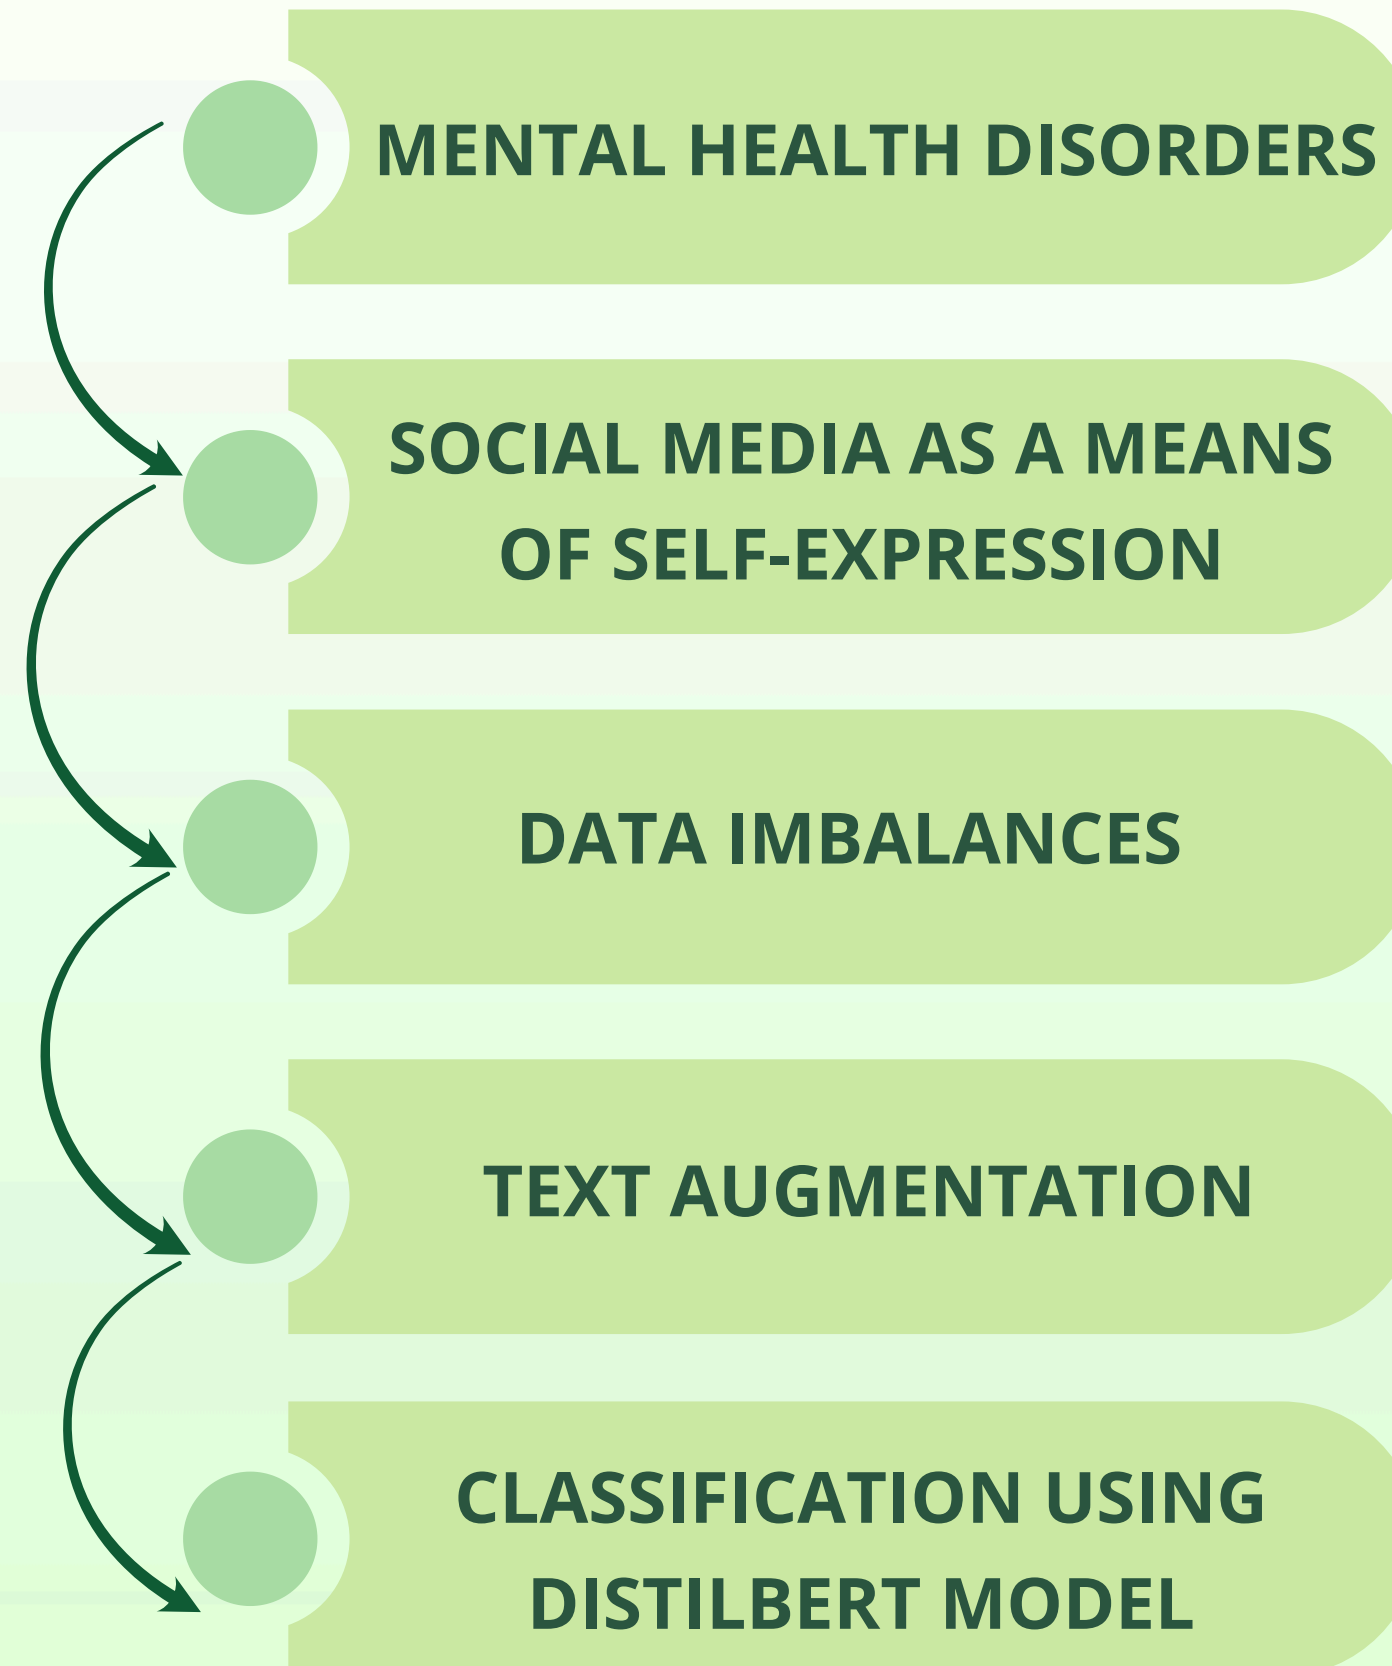 MENTAL HEALTH DISORDERS
SOCIAL MEDIA AS A MEANS
OF SELF-EXPRESSION
DATA IMBALANCES
TEXT AUGMENTATION
CLASSIFICATION USING
DISTILBERT MODEL